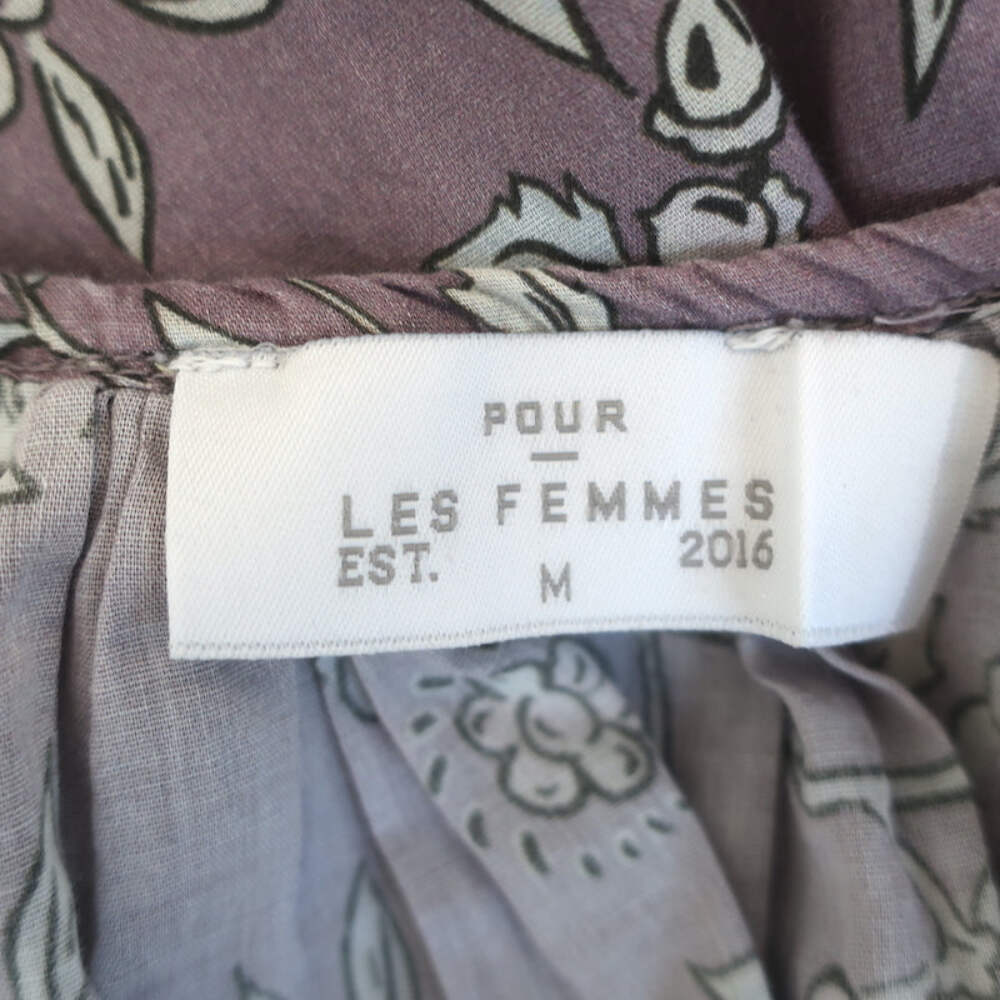 POUR
LES FEMMES
EST. 2016
M